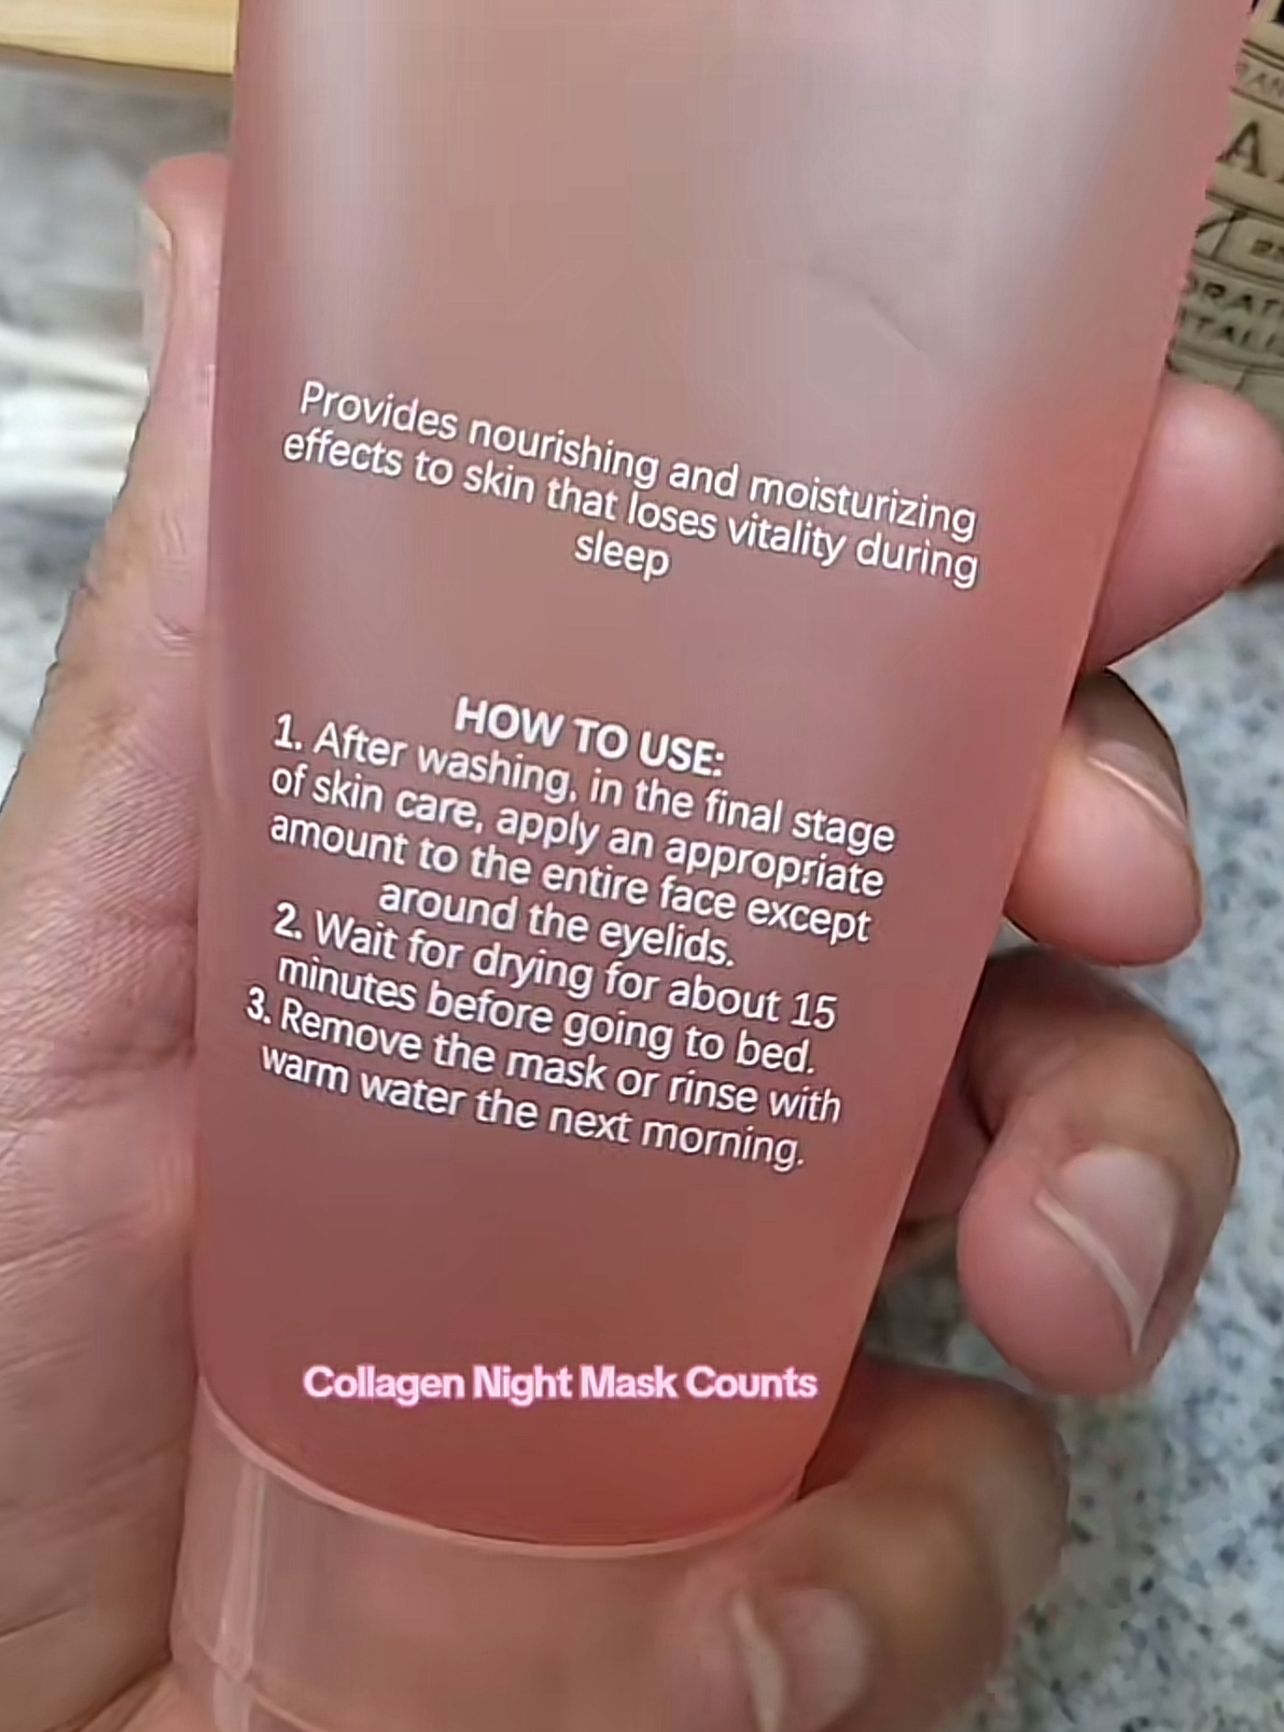 Provides nourishing and moisturizing
effects to skin that loses vitality during
sleep
HOW TO USE:
1. After washing, in the final stage
of skin care, apply an appropriate
amount to the entire face except
around the eyelids.
2. Wait for drying for about 15
minutes before going to bed.
3. Remove the mask or rinse with
warm water the next morning.
Collagen Night Mask Counts